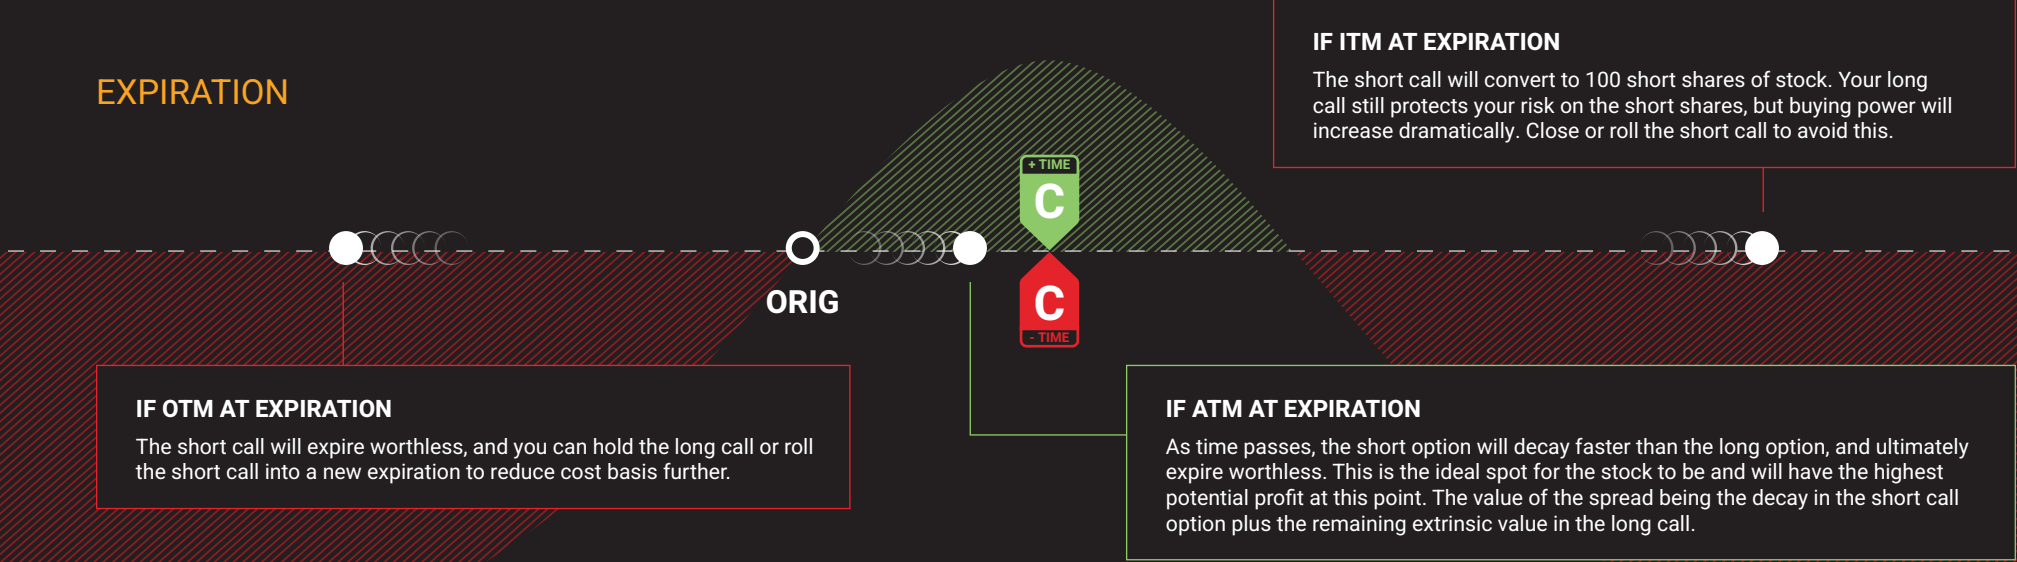 EXPIRATION
IF ITM AT EXPIRATION
The short call will convert to 100 short shares of stock. Your long
call still protects your risk on the short shares, but buying power will
increase dramatically. Close or roll the short call to avoid this.
+ TIME
C
ORIG
C
- TIME
IF OTM AT EXPIRATION
The short call will expire worthless, and you can hold the long call or roll
the short call into a new expiration to reduce cost basis further.
IF ATM AT EXPIRATION
As time passes, the short option will decay faster than the long option, and ultimately
expire worthless. This is the ideal spot for the stock to be and will have the highest
potential profit at this point. The value of the spread being the decay in the short call
option plus the remaining extrinsic value in the long call.